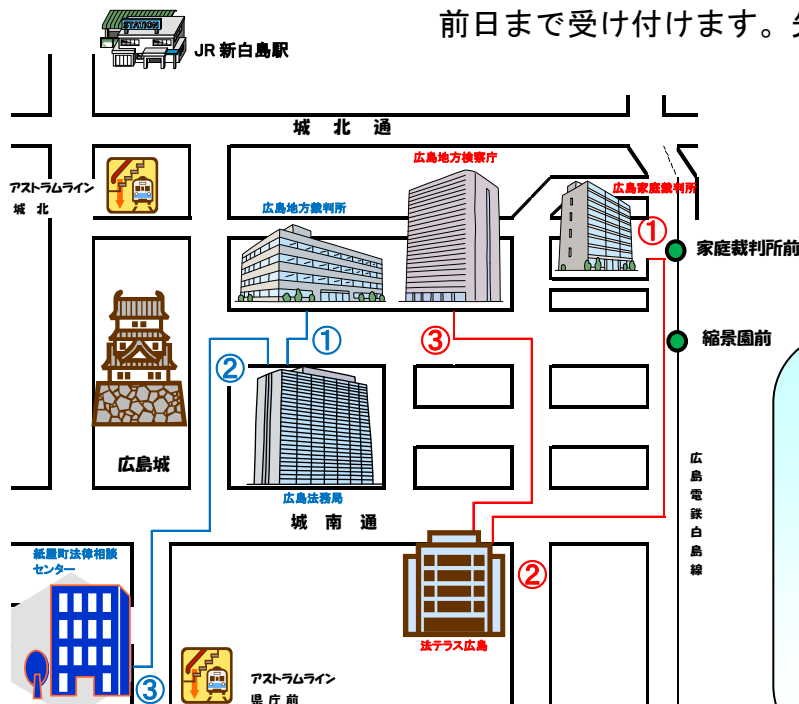 前日まで受け付けます。
STATION
JR 新白島駅
城 北 通
広島地方検察庁
アストラムライン
城 北
広島地方裁判所
広島家庭裁判所
①
家庭裁判所前
①
③
縮景園前
②
広島城
広島法務局
城 南 通
広島電鉄白島線
紙屋町法律相談
センター
②
法テラス広島
③
アストラムライン
県 庁 前